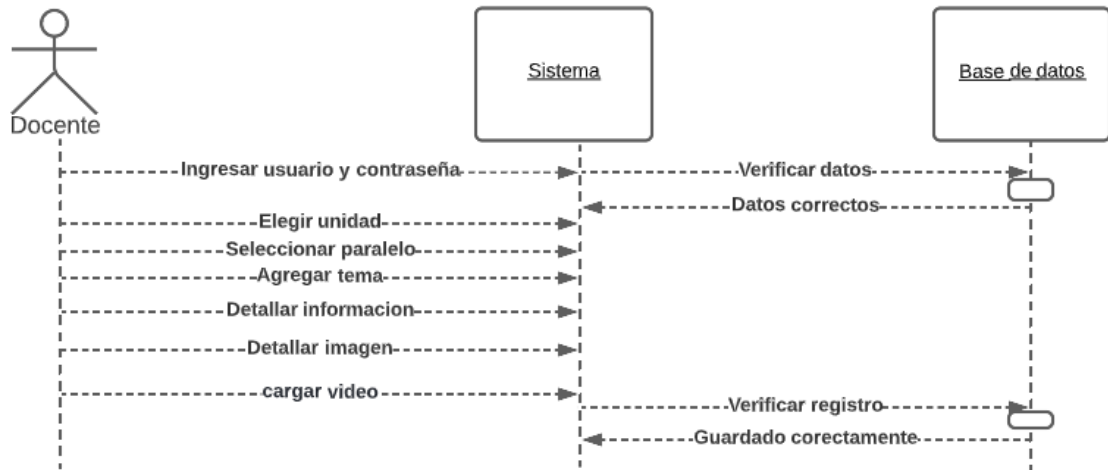 Docente
Sistema
Base de datos
Ingresar usuario y contraseña
Verificar datos
Datos correctos
Elegir unidad
Seleccionar paralelo
Agregar tema
Detallar informacion
Detallar imagen
cargar video
Verificar registro
Guardado corectamente